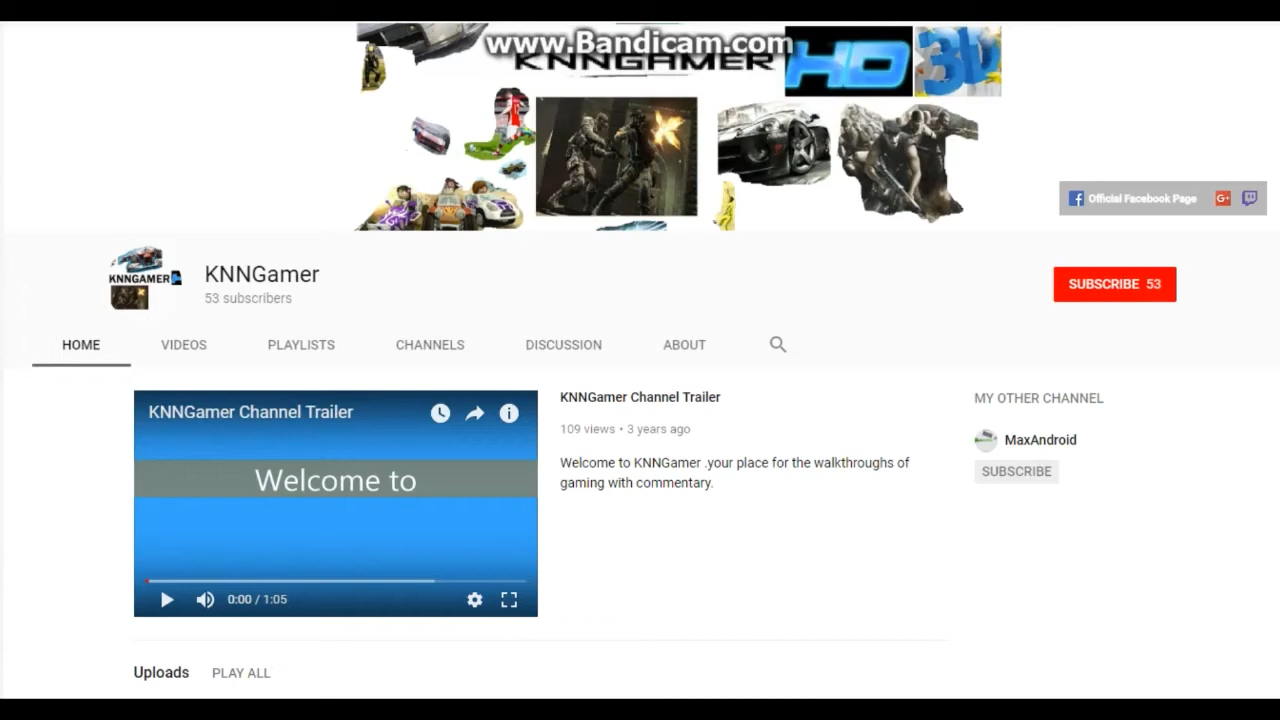 www.Bandicam.com
KNNGAMER HD 3D
Official Facebook Page G+
KNNGAMER
KNNGamer
53 subscribers
SUBSCRIBE 53
HOME VIDEOS PLAYLISTS CHANNELS DISCUSSION ABOUT
KNNGamer Channel Trailer
Welcome to
0:00 / 1:05
KNNGamer Channel Trailer
109 views • 3 years ago
Welcome to KNNGamer .your place for the walkthroughs of
gaming with commentary.
MY OTHER CHANNEL
MaxAndroid
SUBSCRIBE
Uploads PLAY ALL